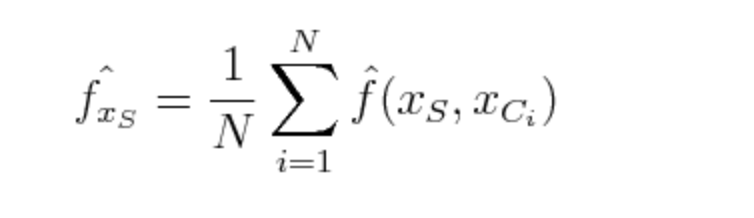 $\hat{f_{x_S}} = \frac{1}{N} \sum_{i=1}^{N} \hat{f}(x_S, x_{C_i})$